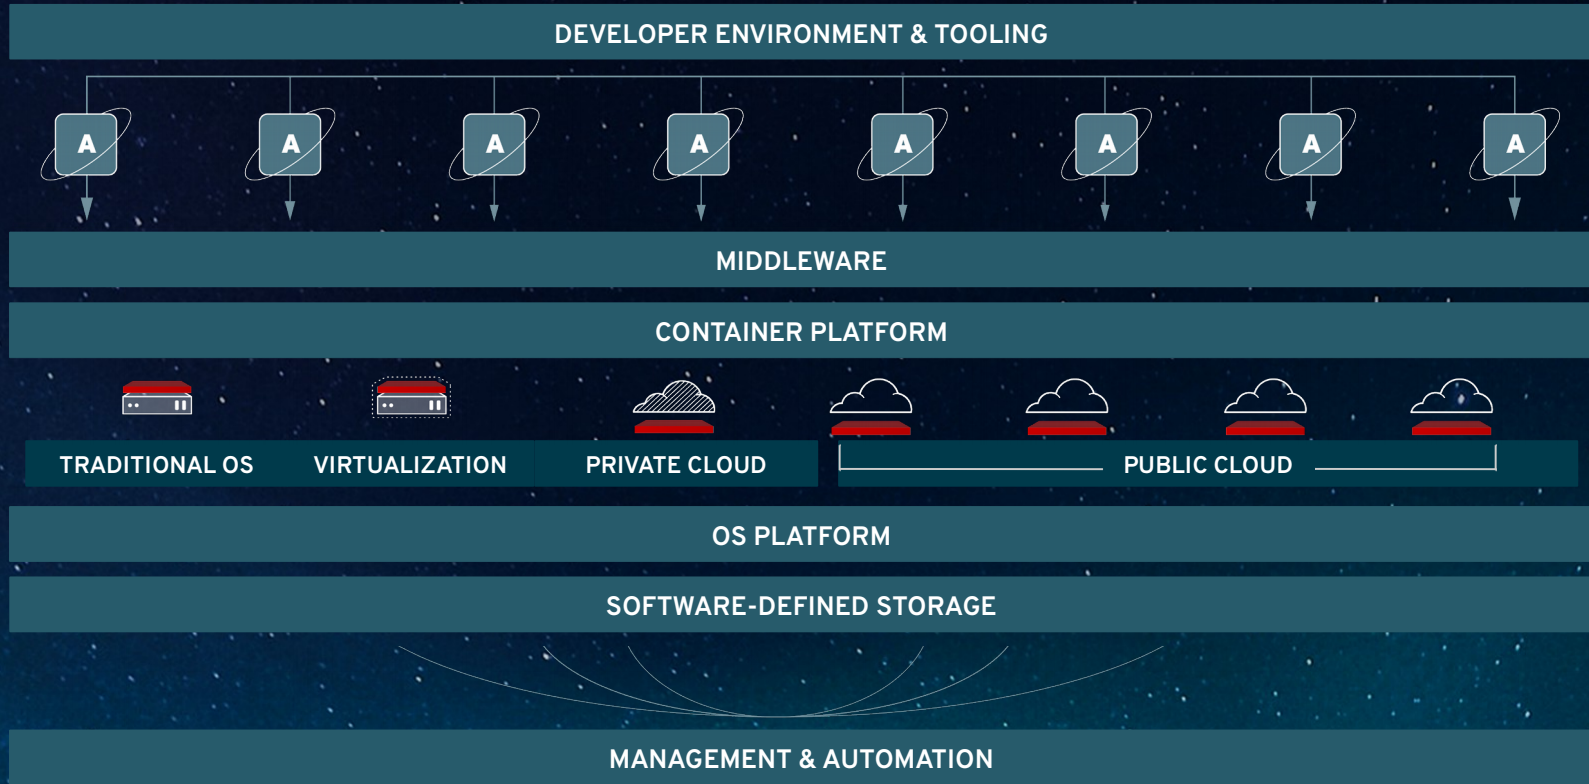 DEVELOPER ENVIRONMENT & TOOLING
A A A A A A A A
MIDDLEWARE
CONTAINER PLATFORM
TRADITIONAL OS VIRTUALIZATION PRIVATE CLOUD PUBLIC CLOUD
OS PLATFORM
SOFTWARE-DEFINED STORAGE
MANAGEMENT & AUTOMATION